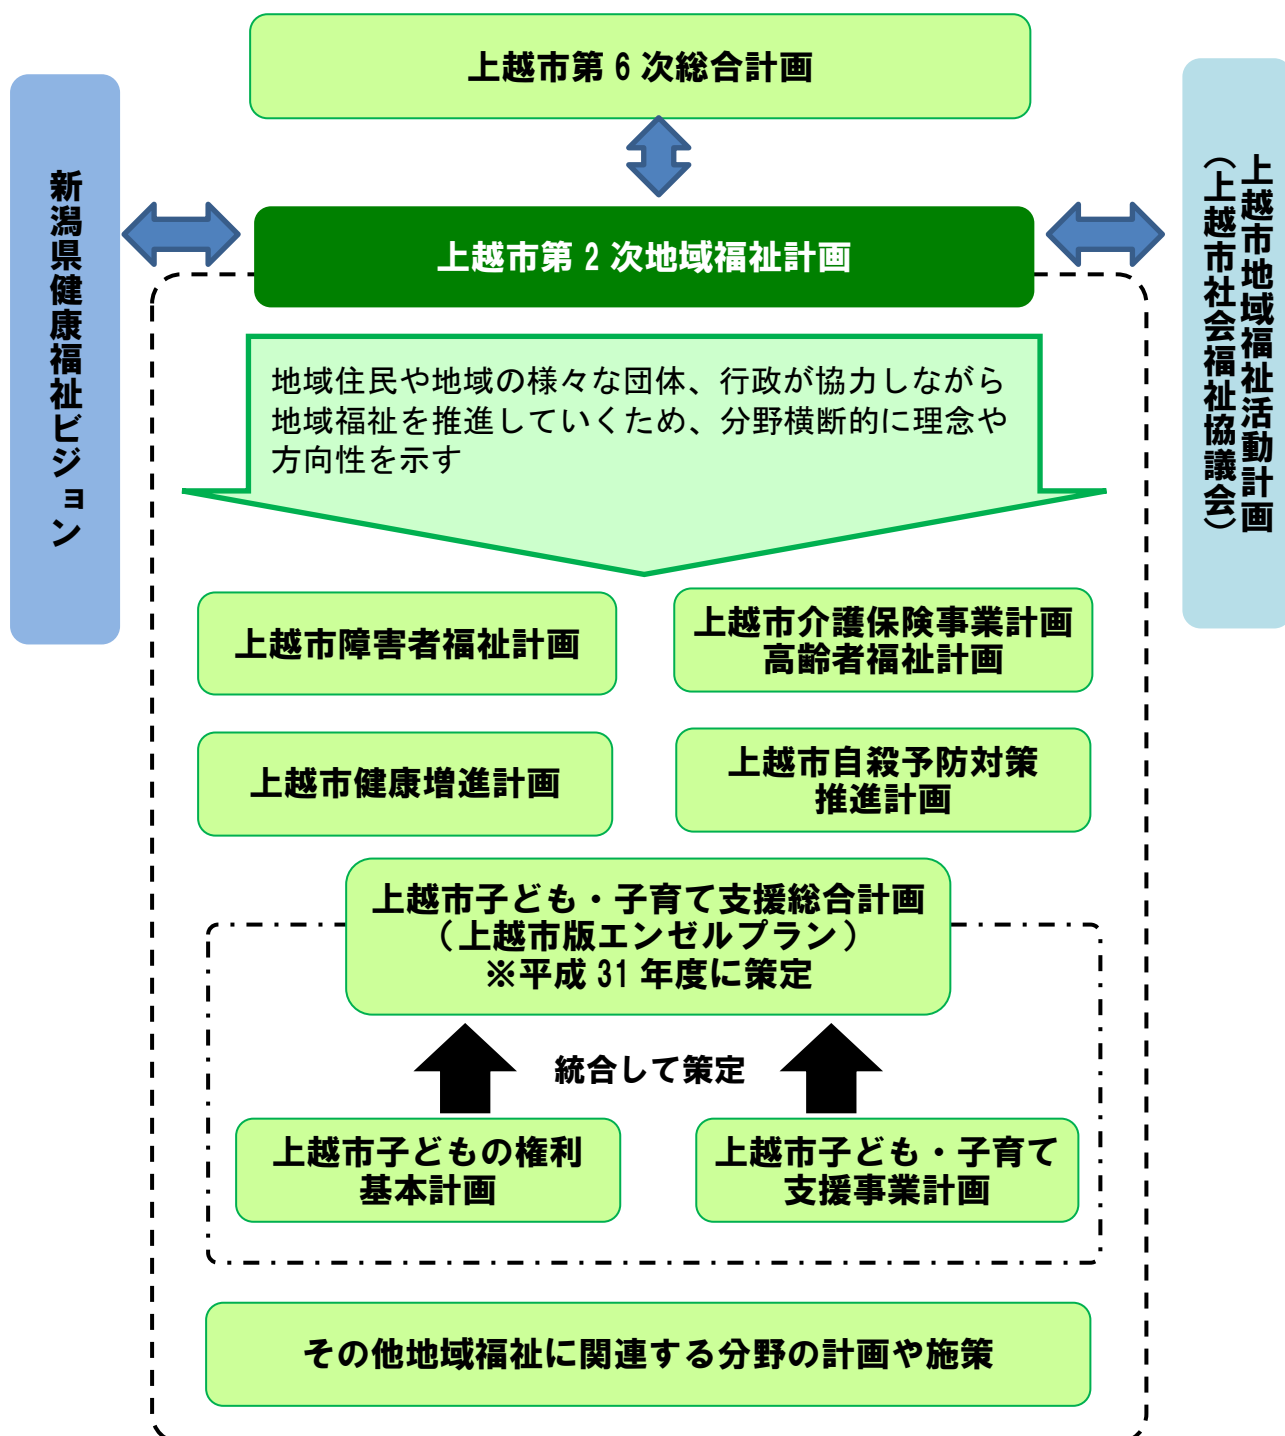 上越市第６次総合計画
新潟県健康福祉ビジョン
上越市地域福祉活動計画
（上越市社会福祉協議会）
上越市第２次地域福祉計画
地域住民や地域の様々な団体、行政が協力しながら
地域福祉を推進していくため、分野横断的に理念や
方向性を示す
上越市障害者福祉計画
上越市介護保険事業計画
高齢者福祉計画
上越市健康増進計画
上越市自殺予防対策
推進計画
上越市子ども・子育て支援総合計画
（上越市版エンゼルプラン）
※平成 31 年度に策定
統合して策定
上越市子どもの権利
基本計画
上越市子ども・子育て
支援事業計画
その他地域福祉に関連する分野の計画や施策